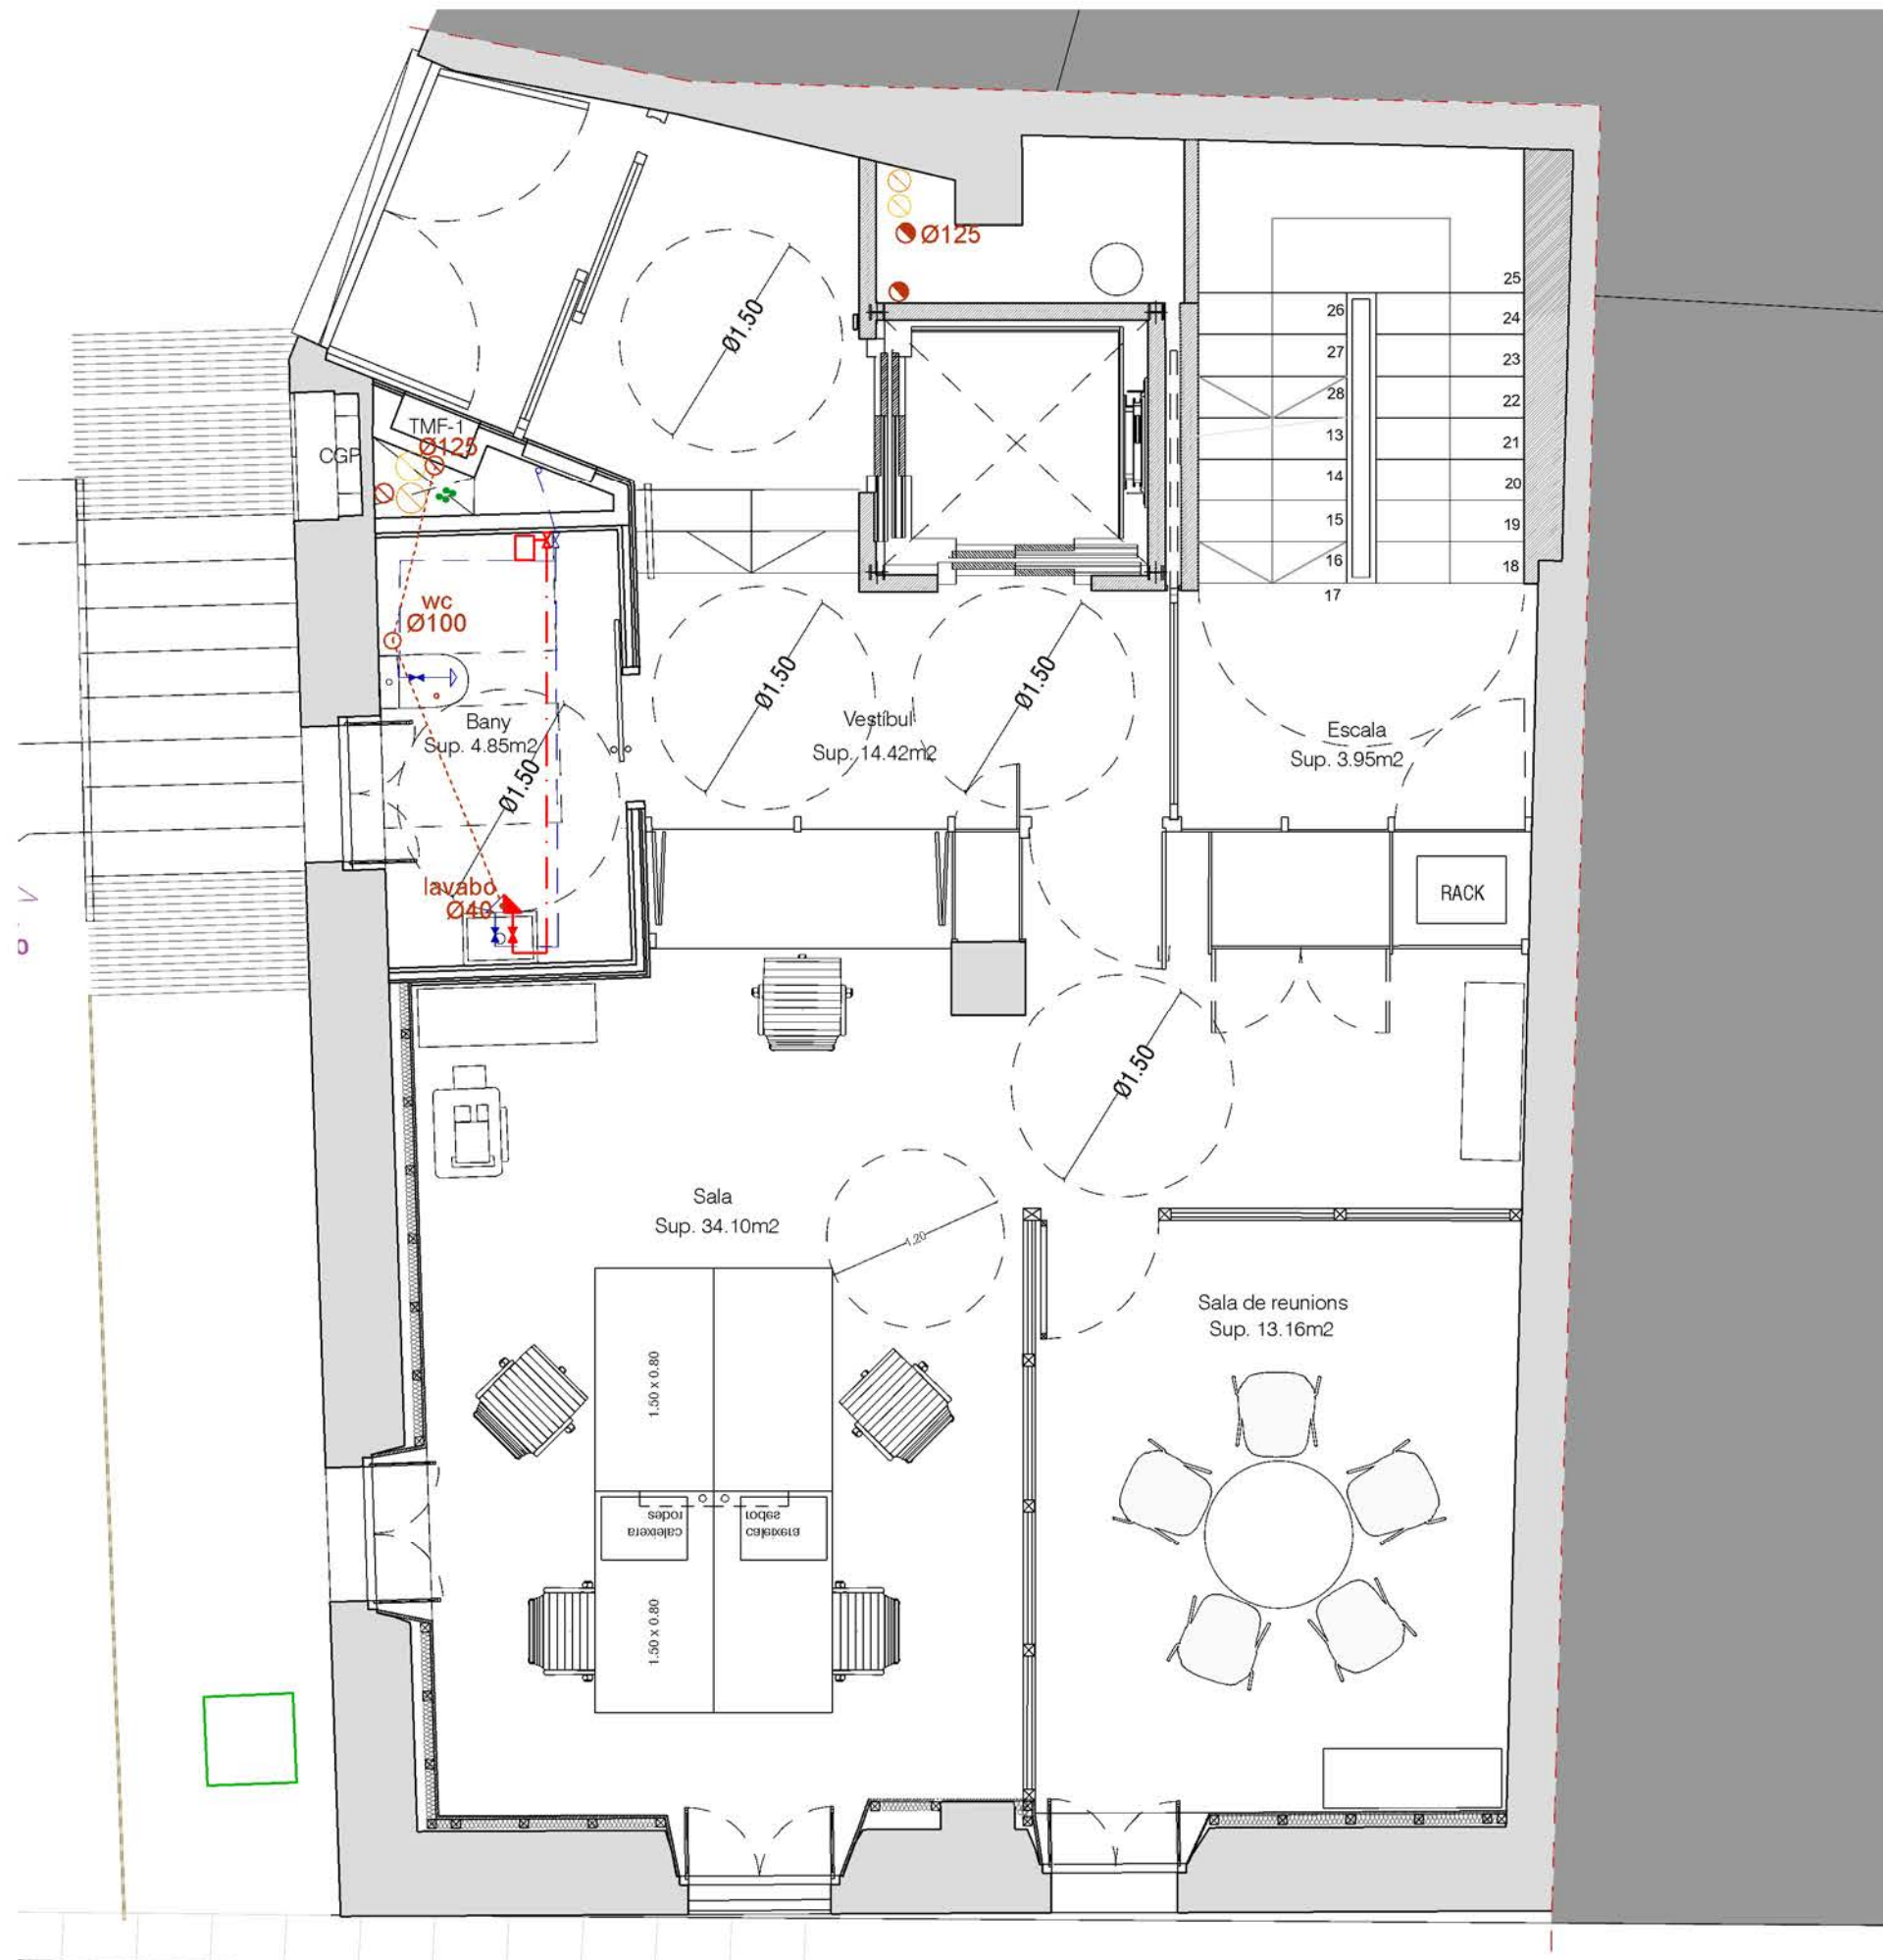 Ø125
Ø1.50
25
26
24
27
23
28
22
TMF-1
Ø125
CGP
13
21
14
20
15
19
16
18
17
wc
Ø100
Ø1.50
Ø1.50
Bany
Sup. 4.85m2
Ø1.50
Vestíbul
Sup. 14.42m2
Escala
Sup. 3.95m2
lavabo
Ø40
RACK
Ø1.50
Sala
Sup. 34.10m2
1.20
Sala de reunions
Sup. 13.16m2
1.50 x 0.80
rodes
calaixera
rodes
calaixera
1.50 x 0.80